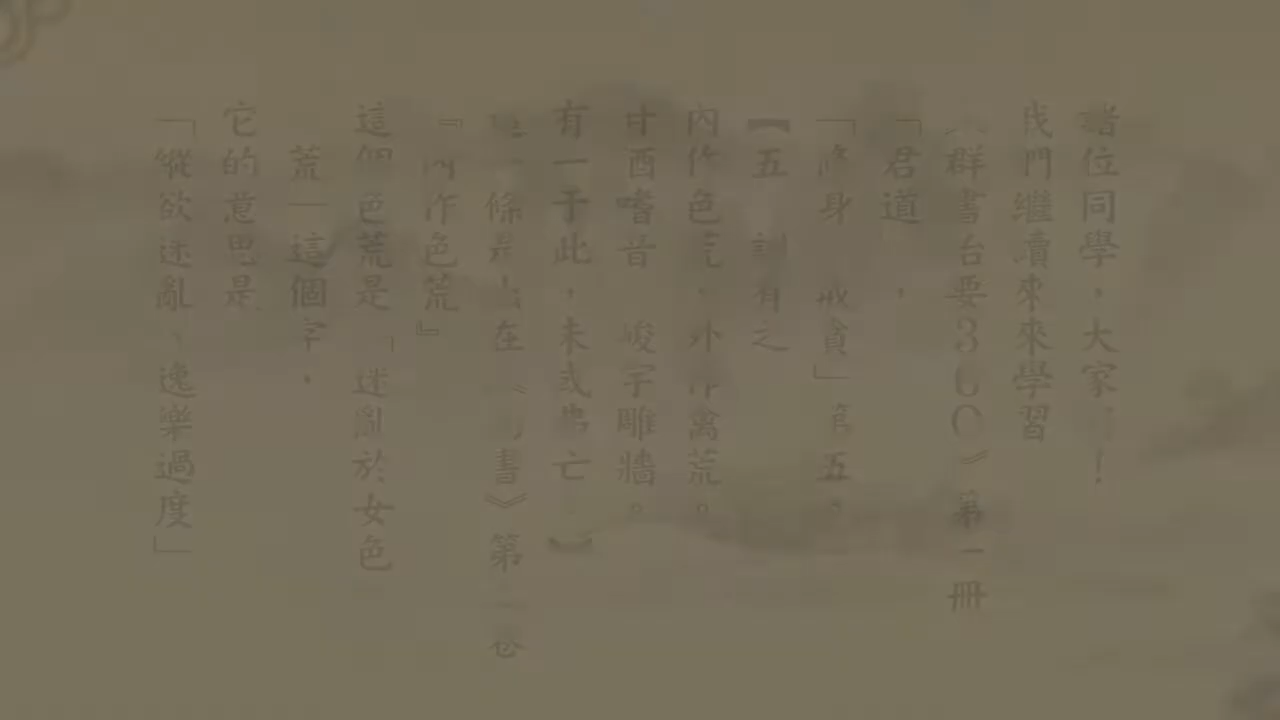 諸位同學，大家！
我們繼續來來學習
《群書治要360》第一冊
「君道」，
「修身」戒貪」第五，
【五 訓有之
內作色荒、外作禽荒。
甘酒嗜音 峻宇雕牆。
有一于此，未或弗亡】
條是出在《書》第 卷
『內作色荒』
這個色荒是「迷亂於女色
荒」這個字，
它的意思是
「縱欲迷亂、逸樂過度」